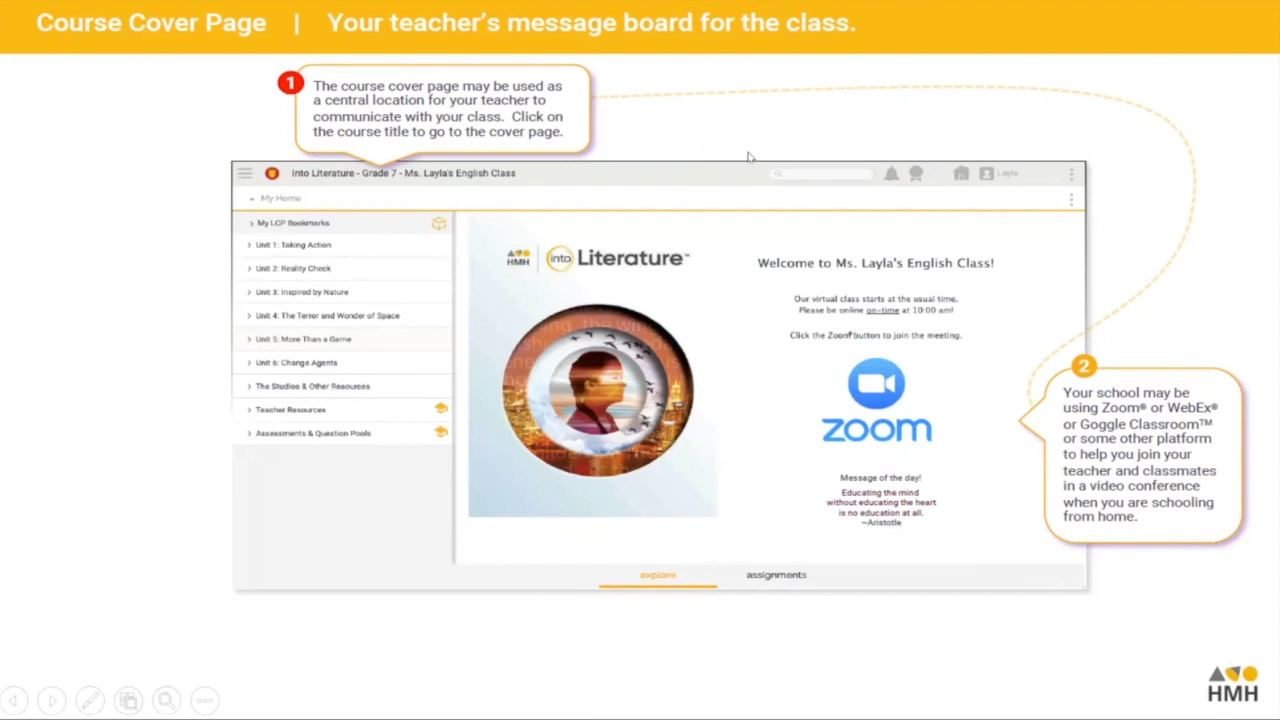 Course Cover Page | Your teacher's message board for the class.
1
The course cover page may be used as
a central location for your teacher to
communicate with your class. Click on
the course title to go to the cover page.
Into Literature - Grade 7 - Ms. Layla's English Class
Layla
My Home
My LCP Bookmarks
Unit 1: Taking Action
Unit 2: Reality Check
Unit 3: Inspired by Nature
Unit 4: The Terror and Wonder of Space
Unit 5: More Than a Game
Unit 6: Change Agents
The Studios & Other Resources
Teacher Resources
Assessments & Question Pools
HMH into Literature™
Welcome to Ms. Layla's English Class!
Our virtual class starts at the usual time.
Please be online on-time at 10:00 am!
Click the Zoom® button to join the meeting.
zoom
Message of the day!
Educating the mind
without educating the heart
is no education at all.
~Aristotle
explore
assignments
2
Your school may be
using Zoom® or WebEx®
or Goggle Classroom™
or some other platform
to help you join your
teacher and classmates
in a video conference
when you are schooling
from home.
HMH